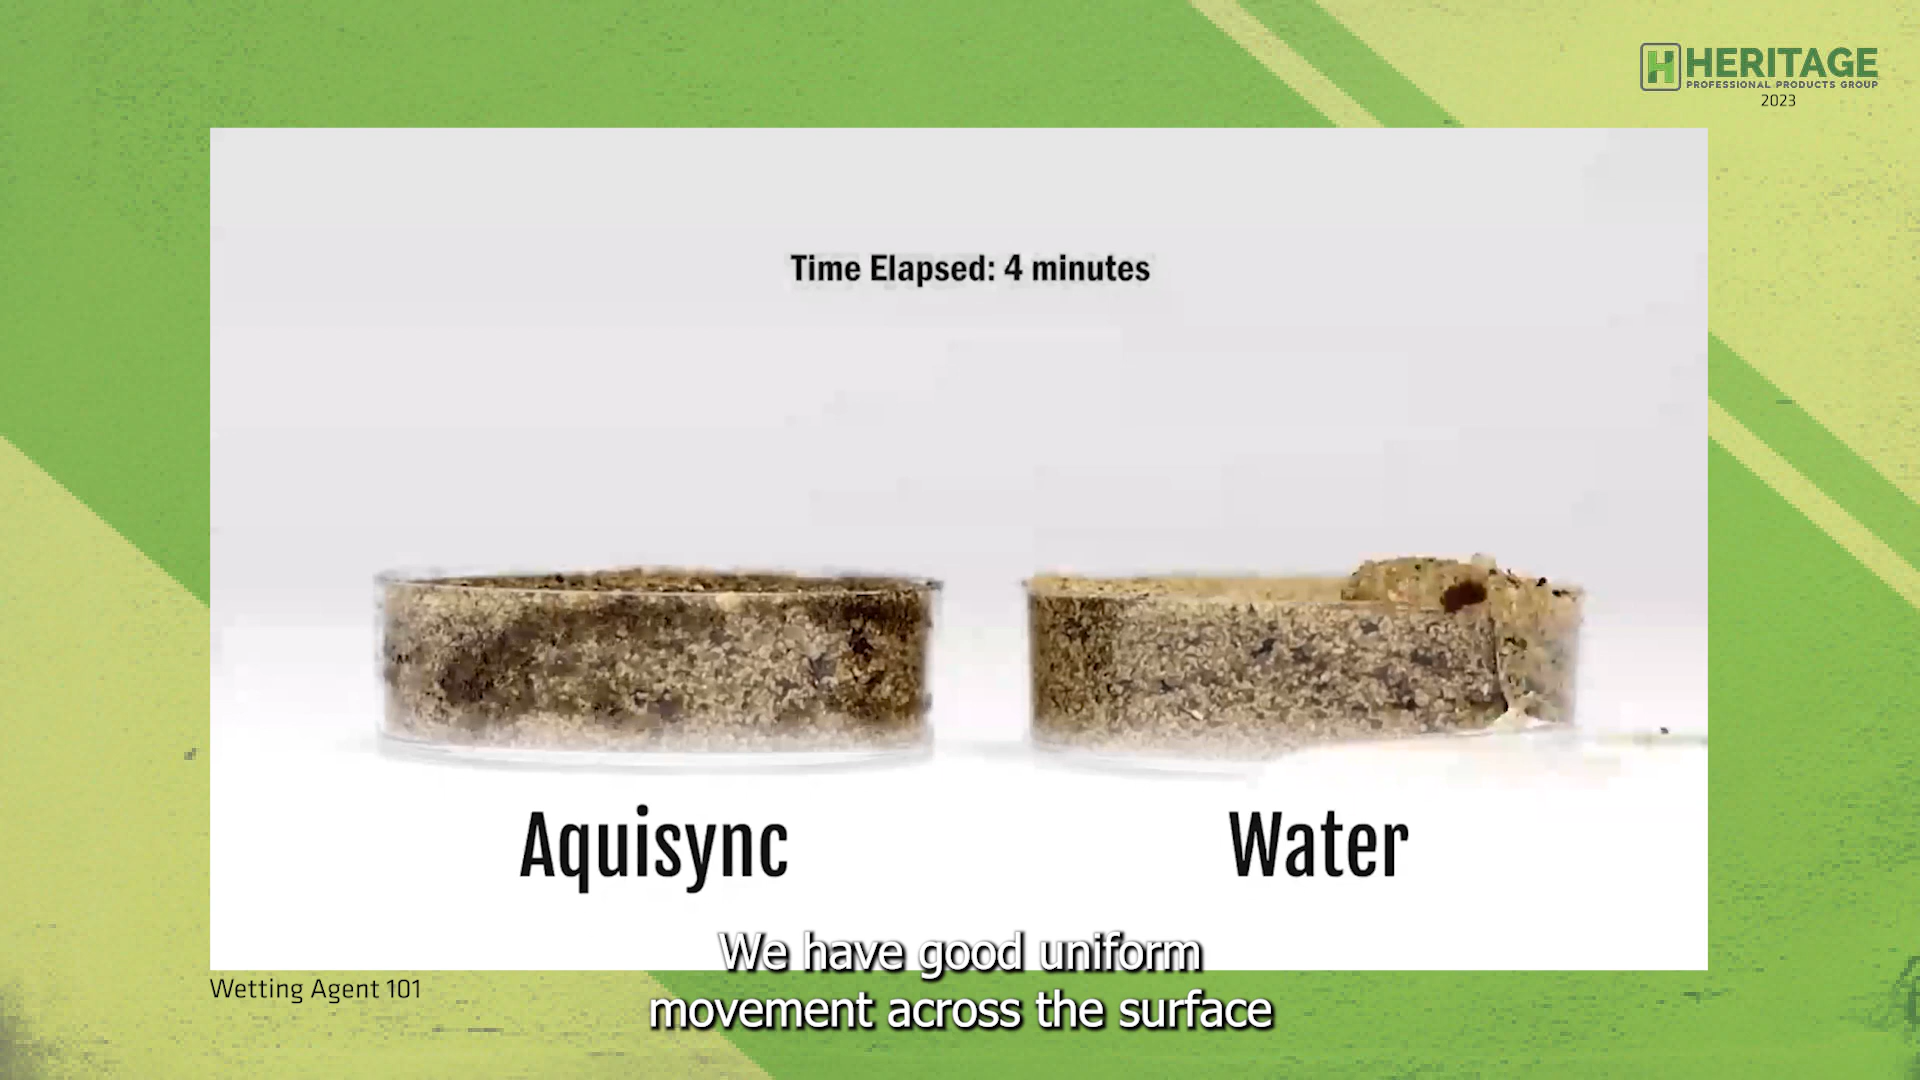 HERITAGE
PROFESSIONAL PRODUCTS GROUP
2023
Time Elapsed: 4 minutes
Aquisync
Water
We have good uniform
movement across the surface
Wetting Agent 101